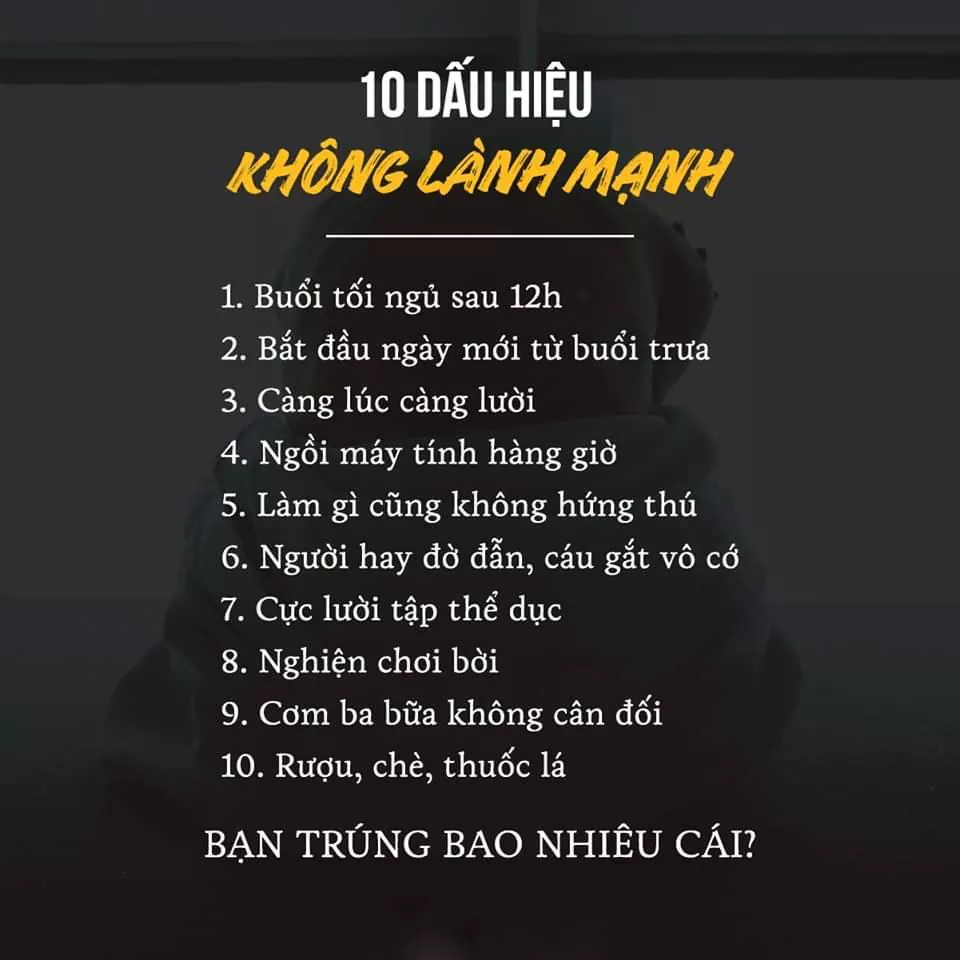 10 DẤU HIỆU
KHÔNG LÀNH MẠNH
1. Buổi tối ngủ sau 12h
2. Bắt đầu ngày mới từ buổi trưa
3. Càng lúc càng lười
4. Ngồi máy tính hàng giờ
5. Làm gì cũng không hứng thú
6. Người hay đờ đẫn, cáu gắt vô cớ
7. Cực lười tập thể dục
8. Nghiện chơi bời
9. Cơm ba bữa không cân đối
10. Rượu, chè, thuốc lá
BẠN TRÚNG BAO NHIÊU CÁI?